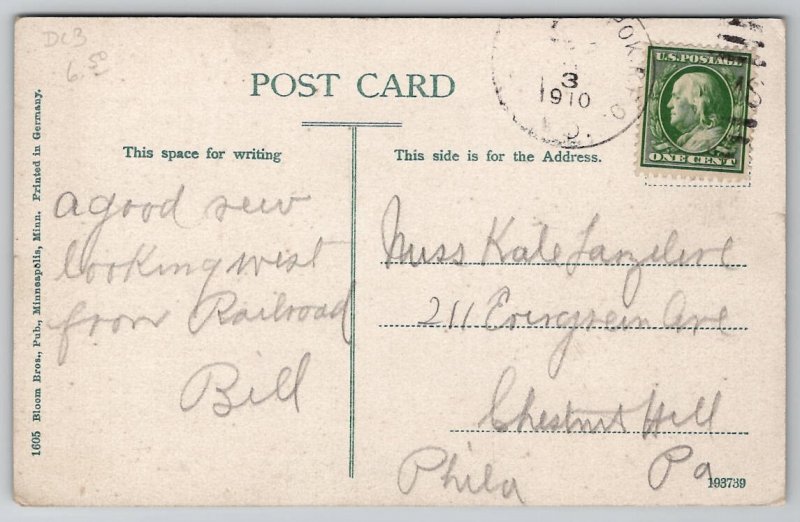 DC3
6.50
POST CARD
This space for writing
This side is for the Address.
3
1910
U.S. POSTAGE
ONE CENT
a good view
looking west
from Railroad
Bill
Miss Kate
211 Evergreen Ave
Chestnut Hill
Phila Pa
193739
1605 Bloom Bros., Pub., Minneapolis, Minn. Printed in Germany.